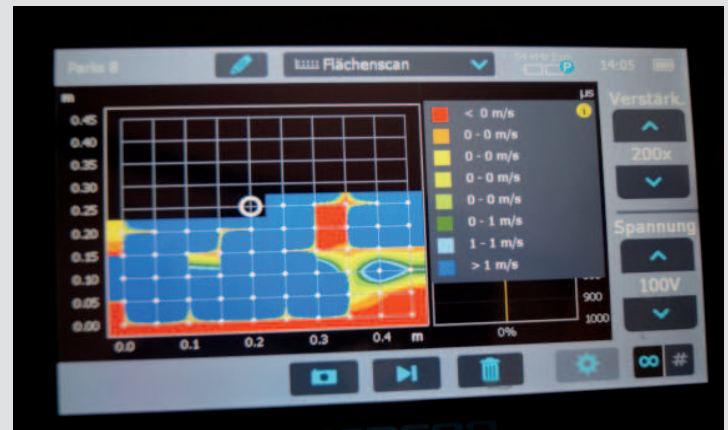 Parks B
Flächenscan
P
14:05
m
0.45
0.40
0.35
0.30
0.25
0.20
0.15
0.10
0.05
0.00
0.0 0.1 0.2 0.3 0.4 m
µs
< 0 m/s
0 - 0 m/s
0 - 0 m/s
0 - 0 m/s
0 - 0 m/s
0 - 1 m/s
1 - 1 m/s
> 1 m/s
i
900
1000
0%
Verstärk.
200x
Spannung
100V
∞ #